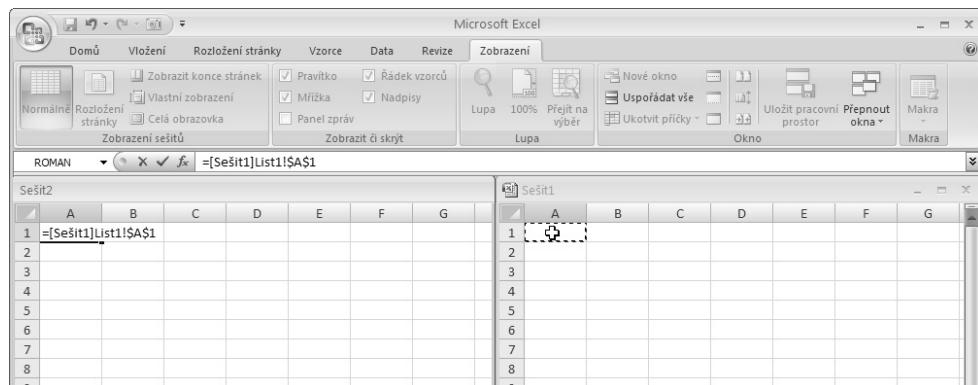 Microsoft Excel
Domů Vložení Rozložení stránky Vzorce Data Revize Zobrazení
Normálně
Rozložení stránky
Zobrazit konce stránek
Vlastní zobrazení
Celá obrazovka
Zobrazení sešitů
Pravítko
Řádek vzorců
Mřížka
Nadpisy
Panel zpráv
Zobrazit či skrýt
Lupa
100%
Přejít na výběr
Lupa
Nové okno
Uspořádat vše
Ukotvit příčky
Uložit pracovní prostor
Přepnout okna
Okno
Makra
Makra
ROMAN fx =[Sešit1]List1!$A$1
Sešit2
A B C D E F G
1 =[Sešit1]List1!$A$1
2
3
4
5
6
7
8
Sešit1
A B C D E F G
1
2
3
4
5
6
7
8